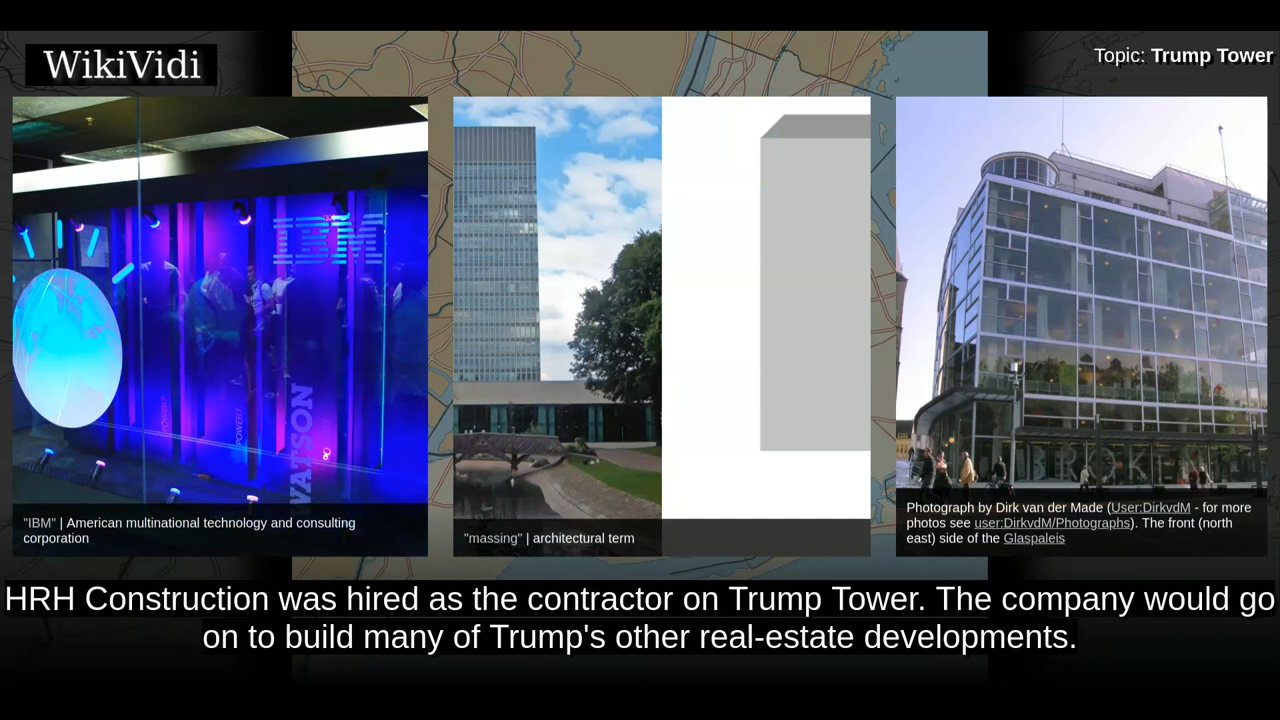 WikiVidi
Topic: Trump Tower
IBM
WATSON
POWER7
"IBM" | American multinational technology and consulting
corporation
"massing" | architectural term
Photograph by Dirk van der Made (User:DirkvdM - for more
photos see user:DirkvdM/Photographs). The front (north
east) side of the Glaspaleis
HRH Construction was hired as the contractor on Trump Tower. The company would go
on to build many of Trump's other real-estate developments.